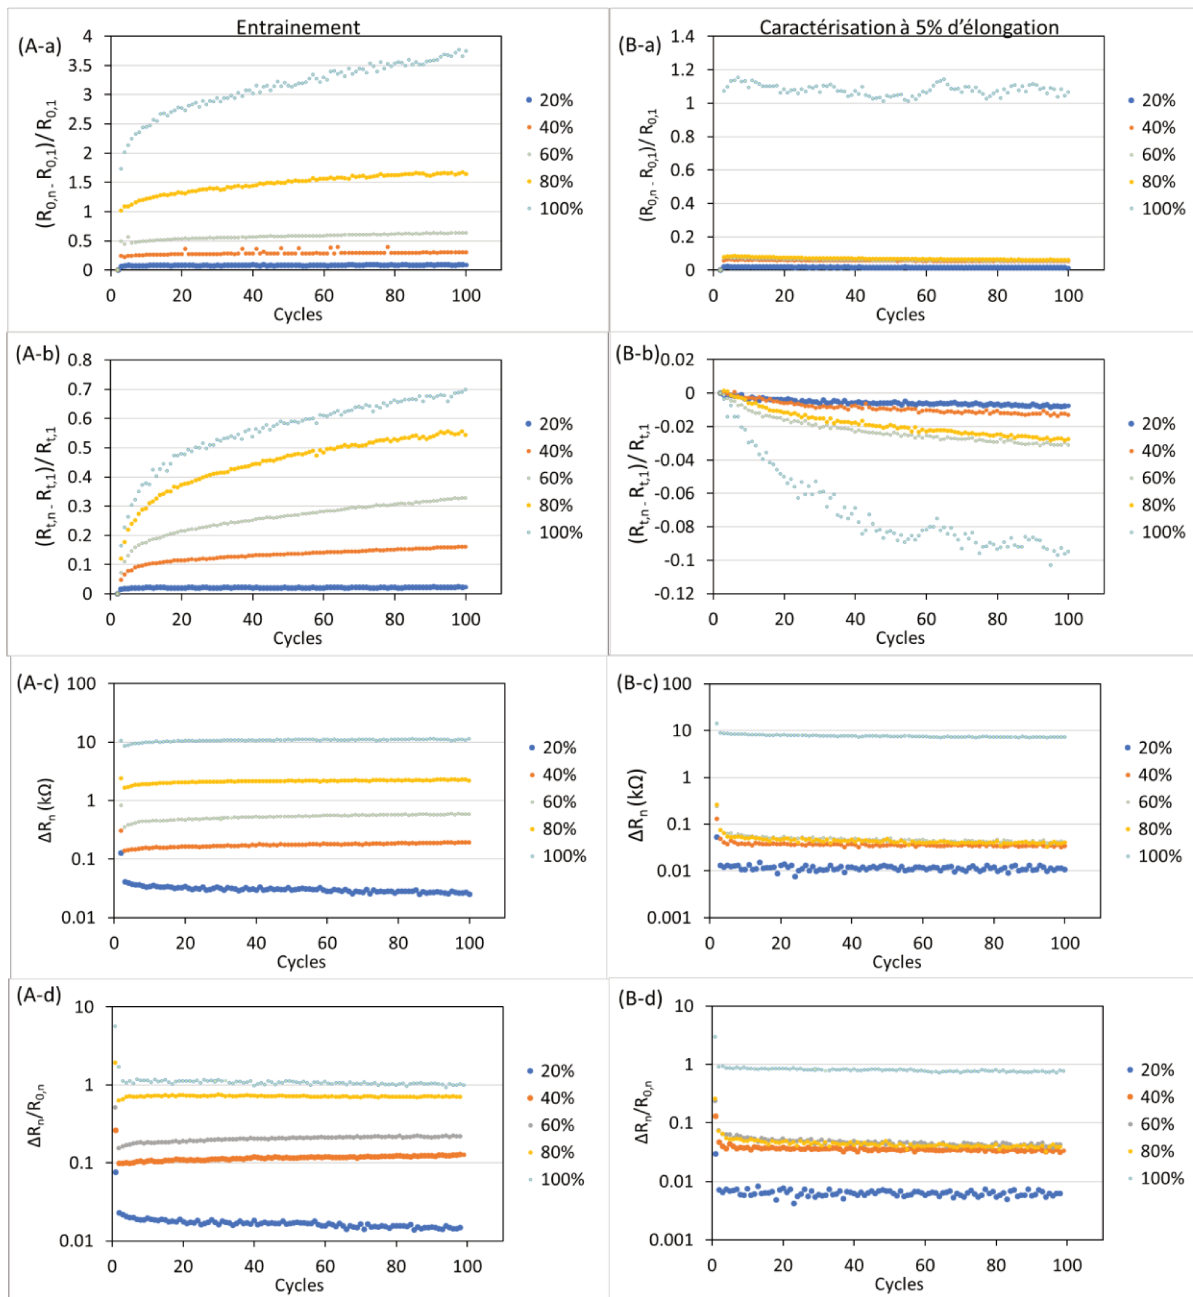 Entrainement
(A-a)
(R0,n - R0,1)/ R0,1
4
3.5
3
2.5
2
1.5
1
0.5
0
0 20 40 60 80 100
Cycles
20%
40%
60%
80%
100%
Caractérisation à 5% d'élongation
(B-a)
(R0,n - R0,1)/ R0,1
1.4
1.2
1
0.8
0.6
0.4
0.2
0
0 20 40 60 80 100
Cycles
20%
40%
60%
80%
100%
(A-b)
(Rt,n - Rt,1)/ Rt,1
0.8
0.7
0.6
0.5
0.4
0.3
0.2
0.1
0
0 20 40 60 80 100
Cycles
20%
40%
60%
80%
100%
(B-b)
(Rt,n - Rt,1)/ Rt,1
0.02
0
-0.02
-0.04
-0.06
-0.08
-0.1
-0.12
0 20 40 60 80 100
Cycles
20%
40%
60%
80%
100%
(A-c)
ΔRn (kΩ)
100
10
1
0.1
0.01
0 20 40 60 80 100
Cycles
20%
40%
60%
80%
100%
(B-c)
ΔRn (kΩ)
100
10
1
0.1
0.01
0.001
0 20 40 60 80 100
Cycles
20%
40%
60%
80%
100%
(A-d)
ΔRn/R0,n
10
1
0.1
0.01
0 20 40 60 80 100
Cycles
20%
40%
60%
80%
100%
(B-d)
ΔRn/R0,n
10
1
0.1
0.01
0.001
0 20 40 60 80 100
Cycles
20%
40%
60%
80%
100%